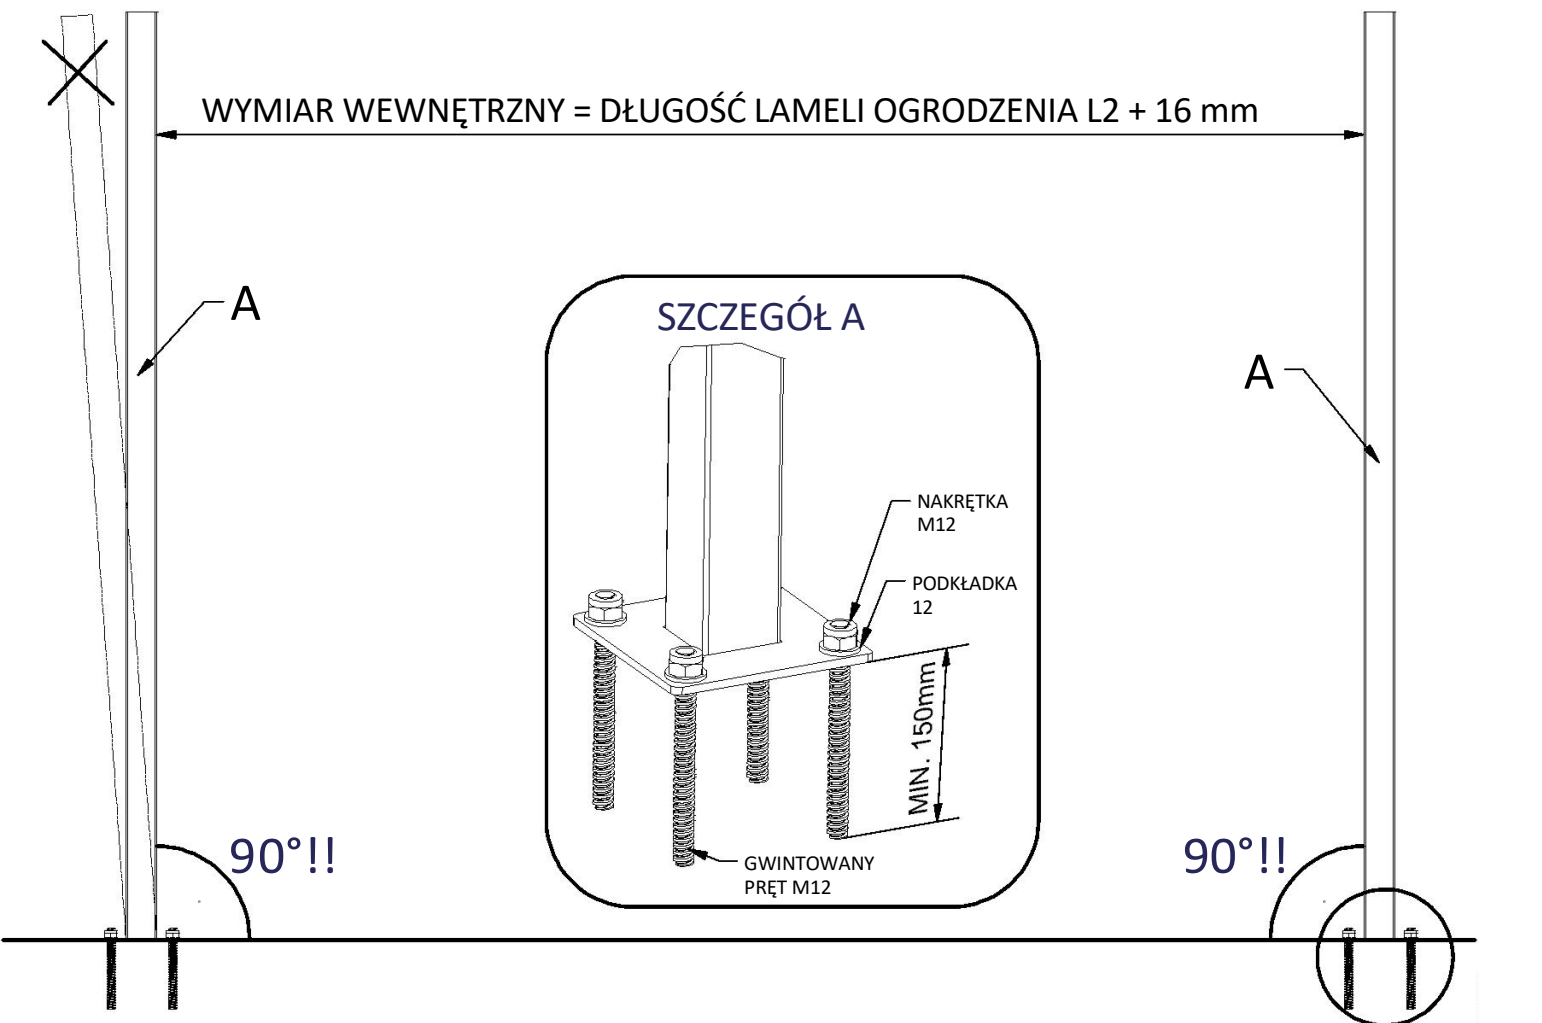 WYMIAR WEWNĘTRZNY = DŁUGOŚĆ LAMELI OGRODZENIA L2 + 16 mm
A
SZCZEGÓŁ A
A
NAKRĘTKA
M12
PODKŁADKA
12
MIN. 150mm
90°!!
90°!!
GWINTOWANY
PRĘT M12